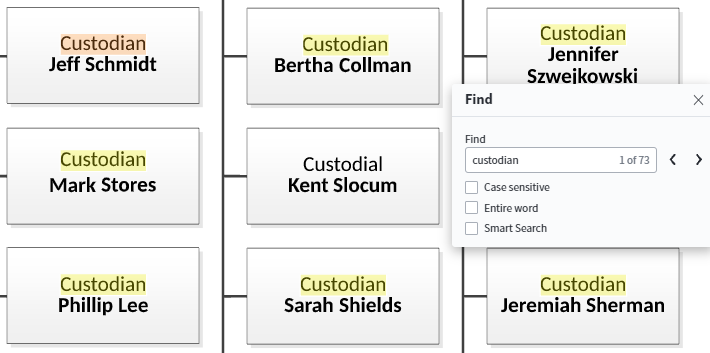 Custodian
Jeff Schmidt
Custodian
Bertha Collman
Custodian
Jennifer
Szwejkowski
Find
Find
custodian
1 of 73
Case sensitive
Entire word
Smart Search
Custodian
Mark Stores
Custodial
Kent Slocum
Custodian
Phillip Lee
Custodian
Sarah Shields
Custodian
Jeremiah Sherman